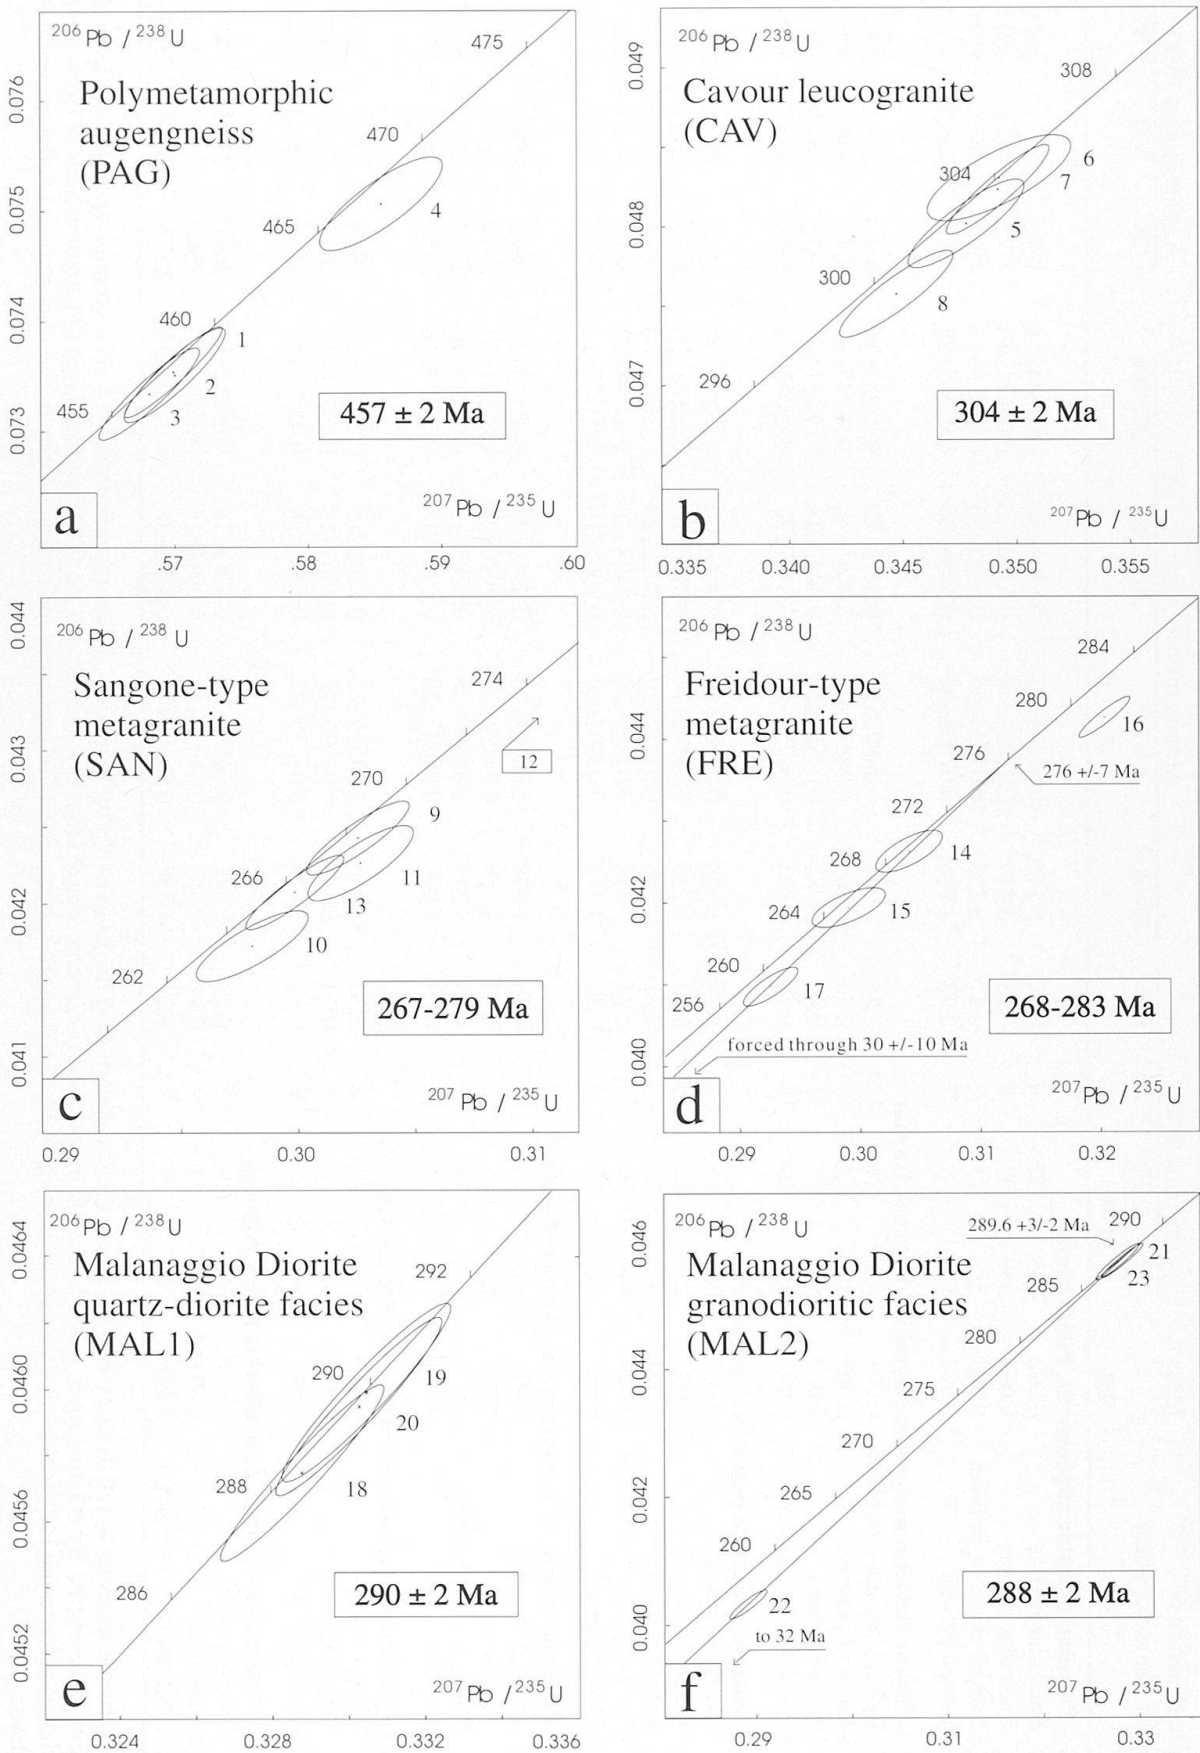 206Pb / 238U
Polymetamorphic
augengneiss
(PAG)
475
470
465
460
455
4
1
2
3
457 ± 2 Ma
0.076
0.075
0.074
0.073
207Pb / 235U
a
.57
.58
.59
.60
206Pb / 238U
Cavour leucogranite
(CAV)
308
304
300
296
6
7
5
8
304 ± 2 Ma
0.049
0.048
0.047
207Pb / 235U
b
0.335
0.340
0.345
0.350
0.355
206Pb / 238U
Sangone-type
metagranite
(SAN)
274
270
266
262
12
9
11
13
10
267-279 Ma
0.044
0.043
0.042
0.041
207Pb / 235U
c
0.29
0.30
0.31
206Pb / 238U
Freidour-type
metagranite
(FRE)
284
280
276
272
268
264
260
256
16
276 +/-7 Ma
14
15
17
268-283 Ma
forced through 30 +/-10 Ma
0.044
0.042
0.040
207Pb / 235U
d
0.29
0.30
0.31
0.32
206Pb / 238U
Malanaggio Diorite
quartz-diorite facies
(MAL1)
292
290
288
286
19
20
18
290 ± 2 Ma
0.0464
0.0460
0.0456
0.0452
207Pb / 235U
e
0.324
0.328
0.332
0.336
206Pb / 238U
289.6 +3/-2 Ma
Malanaggio Diorite
granodioritic facies
(MAL2)
290
285
280
275
270
265
260
21
23
22
288 ± 2 Ma
to 32 Ma
0.046
0.044
0.042
0.040
207Pb / 235U
f
0.29
0.31
0.33